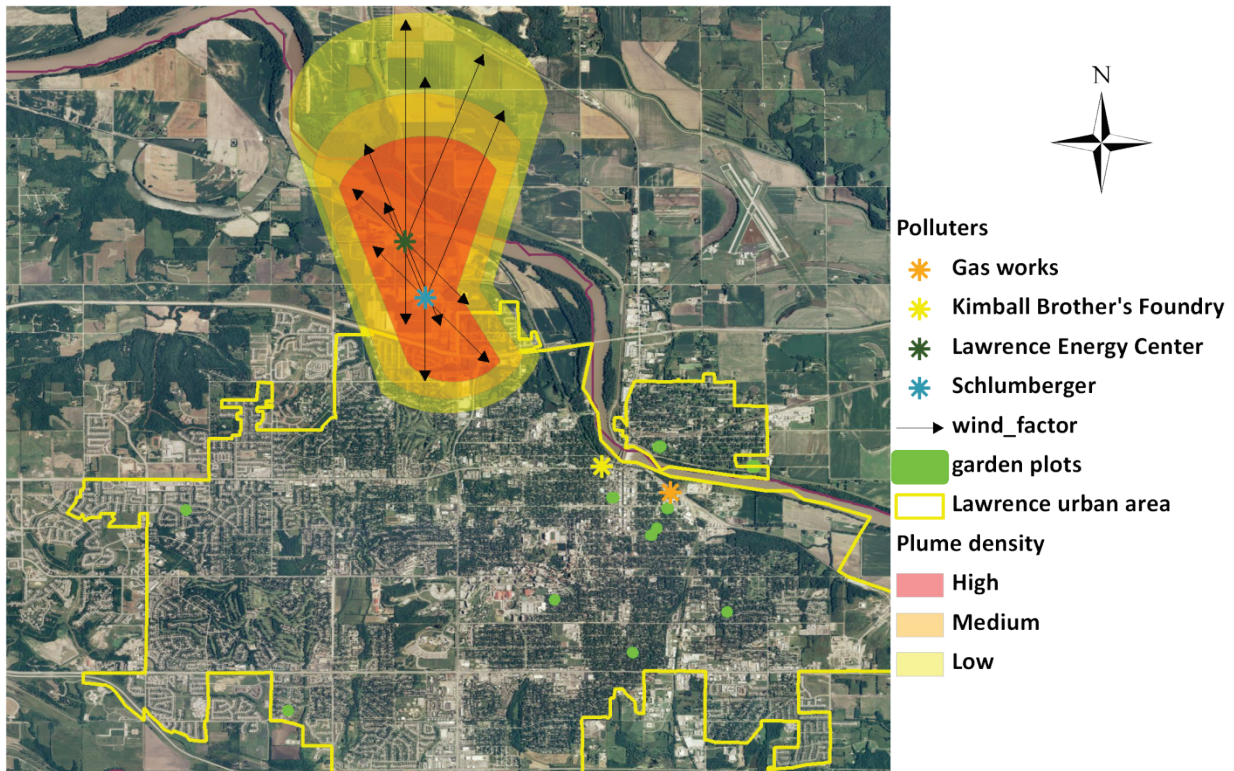 N
Polluters
Gas works
Kimball Brother's Foundry
Lawrence Energy Center
Schlumberger
wind_factor
garden plots
Lawrence urban area
Plume density
High
Medium
Low